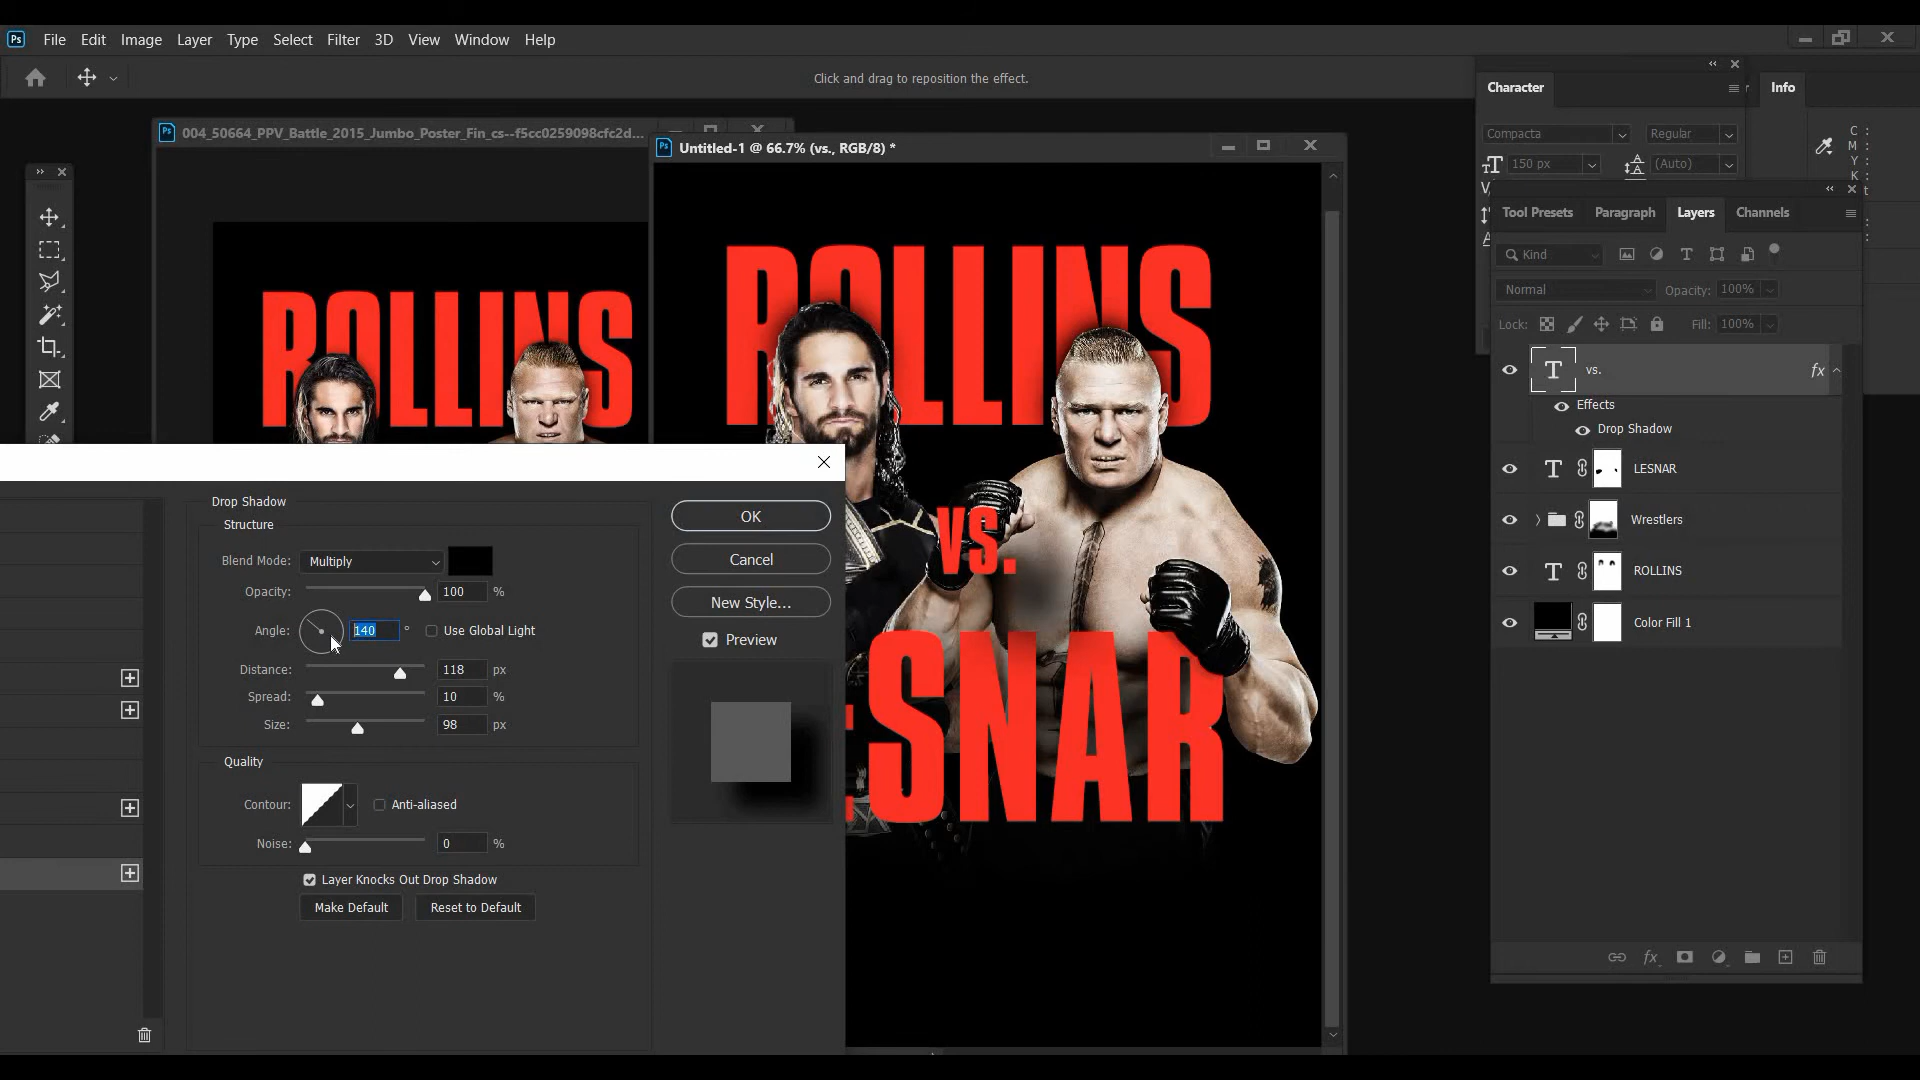 Ps File Edit Image Layer Type Select Filter 3D View Window Help
Click and drag to reposition the effect.
Ps 004_50664_PPV_Battle_2015_Jumbo_Poster_Fin_cs--f5cc0259098cfc2d...
Ps Untitled-1 @ 66.7% (vs., RGB/8) *
ROLLINS
ROLLINS
vs.
SNAR
Drop Shadow
Structure
Blend Mode: Multiply
Opacity: 100 %
Angle: 140 ° Use Global Light
Distance: 118 px
Spread: 10 %
Size: 98 px
Quality
Contour: Anti-aliased
Noise: 0 %
Layer Knocks Out Drop Shadow
Make Default Reset to Default
OK
Cancel
New Style...
Preview
Character
Info
Compacta Regular
150 px (Auto)
C :
M :
Y :
K :
Tool Presets Paragraph Layers Channels
Kind
Normal Opacity: 100%
Lock: Fill: 100%
T vs. fx
Effects
Drop Shadow
T LESNAR
Wrestlers
T ROLLINS
Color Fill 1
fx